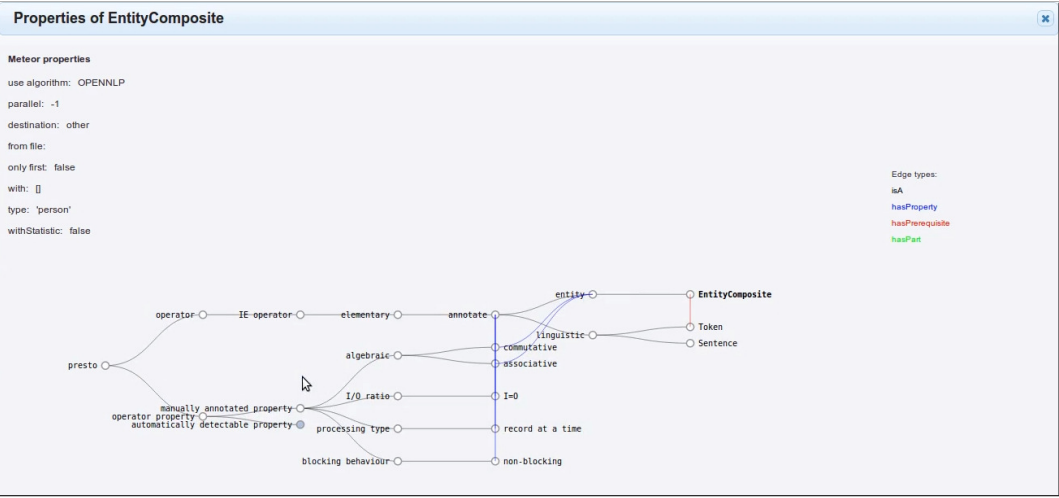 Properties of EntityComposite
Meteor properties
use algorithm: OPENNLP
parallel: -1
destination: other
from file:
only first: false
with: []
type: 'person'
withStatistic: false
Edge types:
isA
hasProperty
hasPrerequisite
hasPart
entity
EntityComposite
operator
IE operator
elementary
annotate
Token
linguistic
Sentence
commutative
algebraic
associative
presto
I/O ratio
I=O
manually annotated property
operator property
automatically detectable property
processing type
record at a time
blocking behaviour
non-blocking